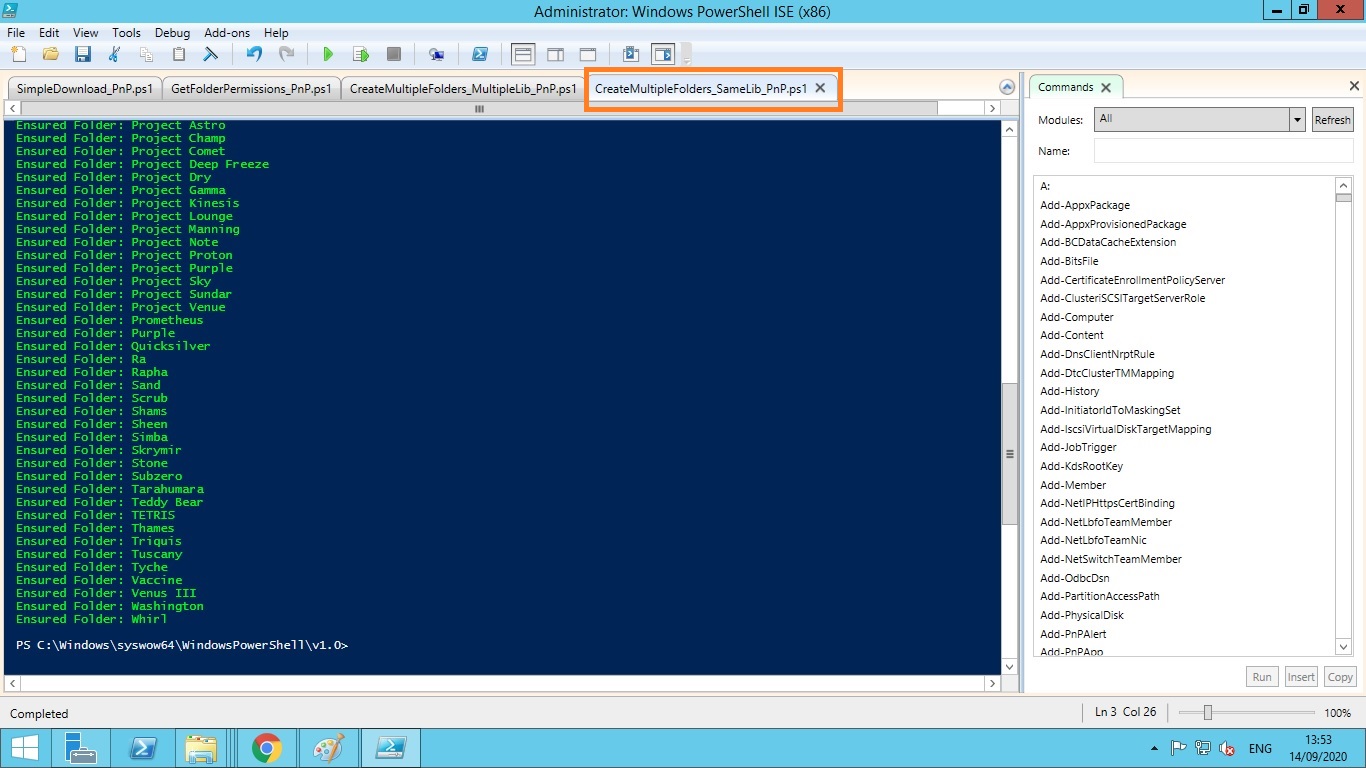 Administrator: Windows PowerShell ISE (x86)
File Edit View Tools Debug Add-ons Help
SimpleDownload_PnP.ps1 GetFolderPermissions_PnP.ps1 CreateMultipleFolders_MultipleLib_PnP.ps1 CreateMultipleFolders_SameLib_PnP.ps1
Ensured Folder: Project Astro
Ensured Folder: Project Champ
Ensured Folder: Project Comet
Ensured Folder: Project Deep Freeze
Ensured Folder: Project Dry
Ensured Folder: Project Gamma
Ensured Folder: Project Kinesis
Ensured Folder: Project Lounge
Ensured Folder: Project Manning
Ensured Folder: Project Note
Ensured Folder: Project Proton
Ensured Folder: Project Purple
Ensured Folder: Project Sky
Ensured Folder: Project Sundar
Ensured Folder: Project Venue
Ensured Folder: Prometheus
Ensured Folder: Purple
Ensured Folder: Quicksilver
Ensured Folder: Ra
Ensured Folder: Rapha
Ensured Folder: Sand
Ensured Folder: Scrub
Ensured Folder: Shams
Ensured Folder: Sheen
Ensured Folder: Simba
Ensured Folder: Skrymir
Ensured Folder: Stone
Ensured Folder: Subzero
Ensured Folder: Tarahumara
Ensured Folder: Teddy Bear
Ensured Folder: TETRIS
Ensured Folder: Thames
Ensured Folder: Triquis
Ensured Folder: Tuscany
Ensured Folder: Tyche
Ensured Folder: Vaccine
Ensured Folder: Venus III
Ensured Folder: Washington
Ensured Folder: Whirl
PS C:\Windows\syswow64\WindowsPowerShell\v1.0>
Commands
Modules: All Refresh
Name:
A:
Add-AppxPackage
Add-AppxProvisionedPackage
Add-BCDataCacheExtension
Add-BitsFile
Add-CertificateEnrollmentPolicyServer
Add-ClusteriSCSITargetServerRole
Add-Computer
Add-Content
Add-DnsClientNrptRule
Add-DtcClusterTMMapping
Add-History
Add-InitiatorIdToMaskingSet
Add-IscsiVirtualDiskTargetMapping
Add-JobTrigger
Add-KdsRootKey
Add-Member
Add-NetIPHttpsCertBinding
Add-NetLbfoTeamMember
Add-NetLbfoTeamNic
Add-NetSwitchTeamMember
Add-OdbcDsn
Add-PartitionAccessPath
Add-PhysicalDisk
Add-PnPAlert
Add-PnPApp
Run Insert Copy
Completed
Ln 3 Col 26
100%
ENG
13:53
14/09/2020